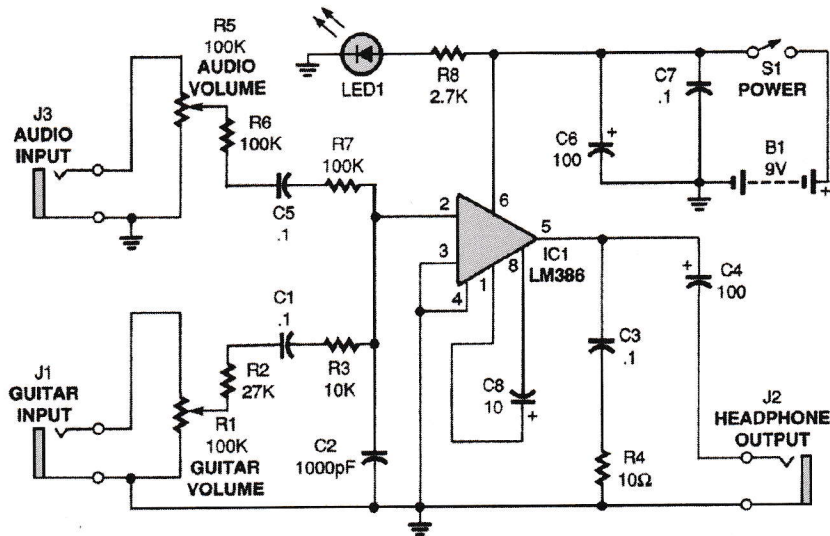 R5
100K
AUDIO
VOLUME
LED1
R8
2.7K
C7
.1
S1
POWER
J3
AUDIO
INPUT
R6
100K
R7
100K
C6
100
+
B1
9V
+
C5
.1
2
6
3
5
IC1
LM386
4
1
8
+
C4
100
C1
.1
J1
GUITAR
INPUT
R2
27K
R3
10K
C3
.1
C8
10
+
R1
100K
GUITAR
VOLUME
C2
1000pF
R4
10Ω
J2
HEADPHONE
OUTPUT